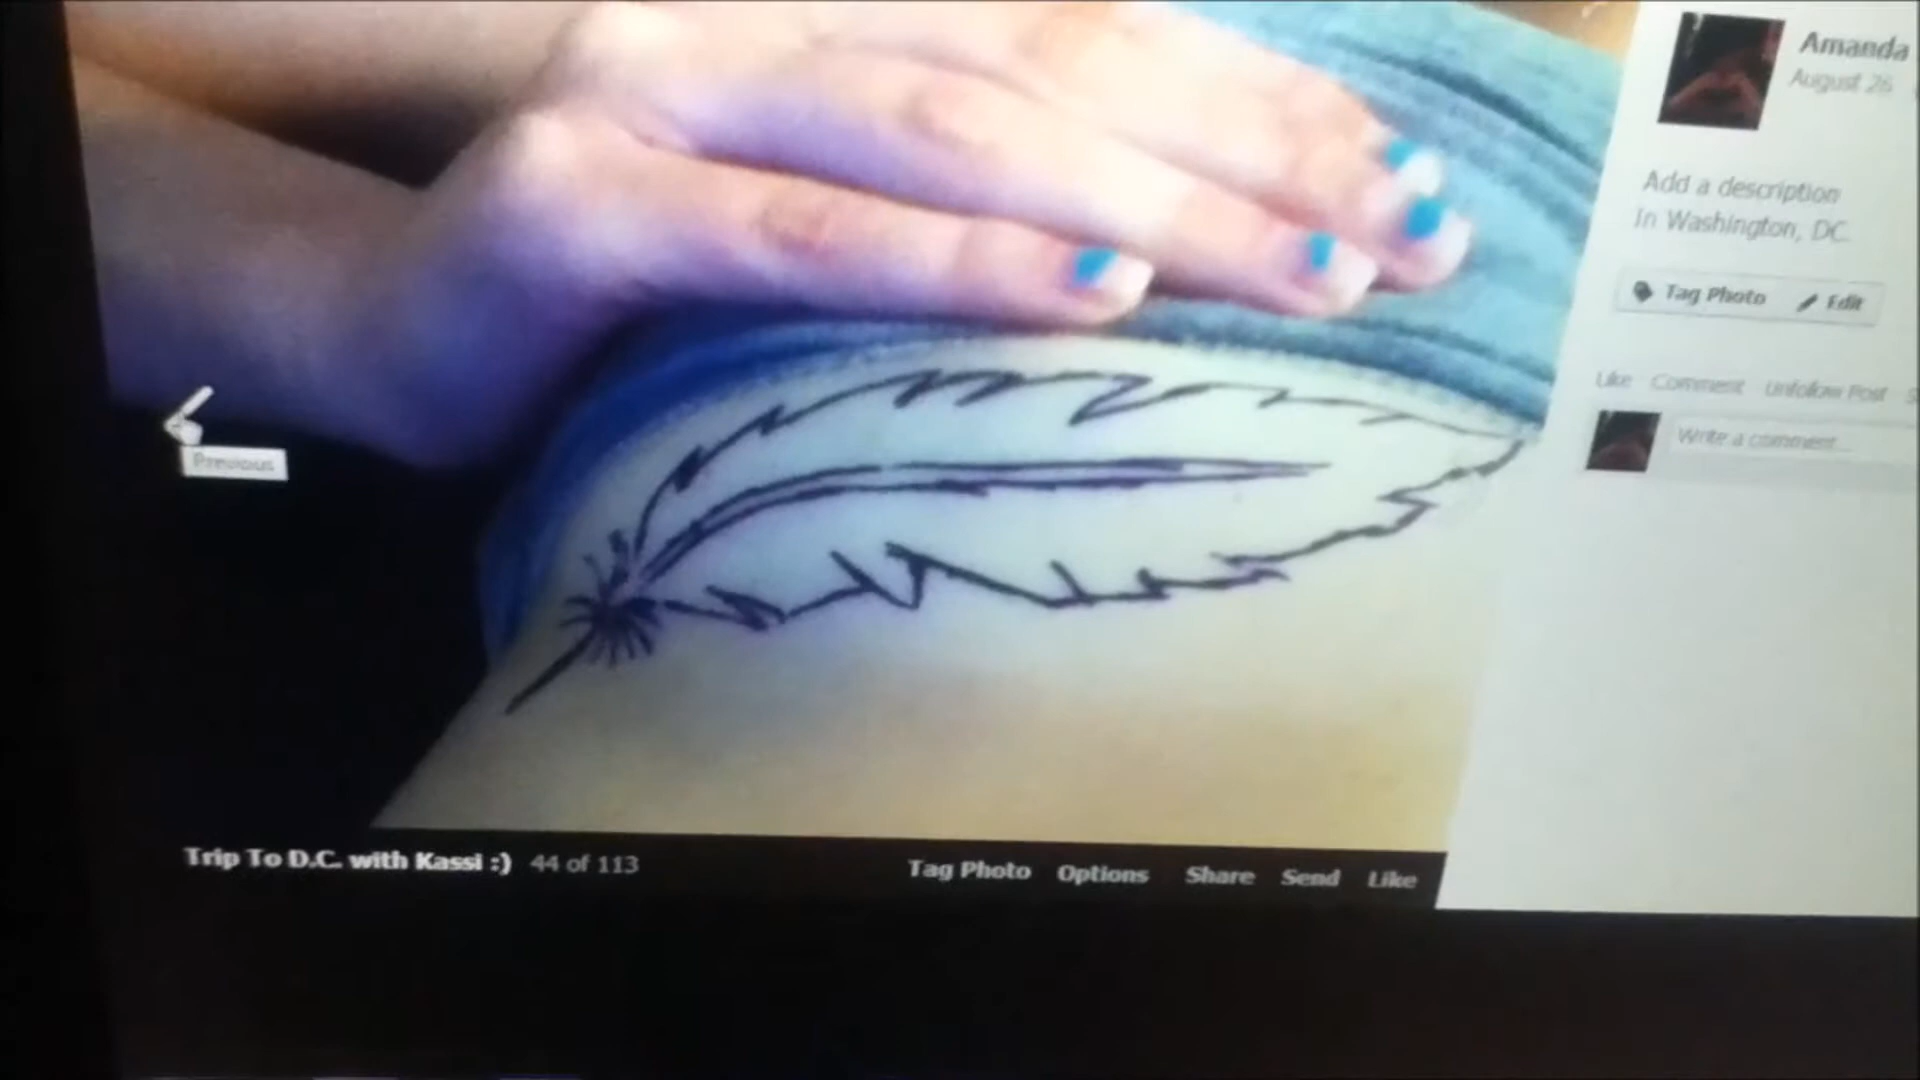 Amanda
August 26
Add a description
In Washington, DC.
Tag Photo Edit
Like Comment Unfollow Post
Write a comment...
Previous
Trip To D.C. with Kassi :) 44 of 113
Tag Photo Options Share Send Like